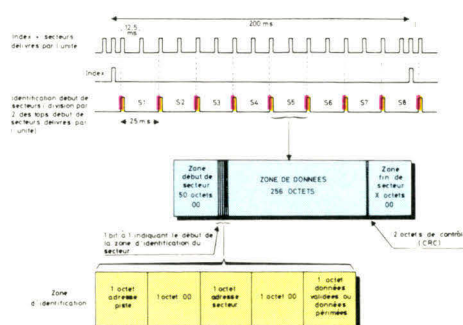 200 ms
12,5
ms
Index + secteurs
délivrés par l'unité
Index
Identification début de
secteurs ( division par
2 des tops début de
secteurs délivrés par
l'unité)
S1 S2 S3 S4 S5 S6 S7 S8
25 ms
Zone
début de
secteur
50 octets
00
ZONE DE DONNEES
256 OCTETS
Zone
fin de
secteur
X octets
00
1 bit à 1 indiquant le début de
la zone d'identification du
secteur
2 octets de contrôle
(CRC)
Zone
d'identification
1 octet
adresse
piste
1 octet 00
1 octet
adresse
secteur
1 octet 00
1 octet
données
validées ou
données
périmées